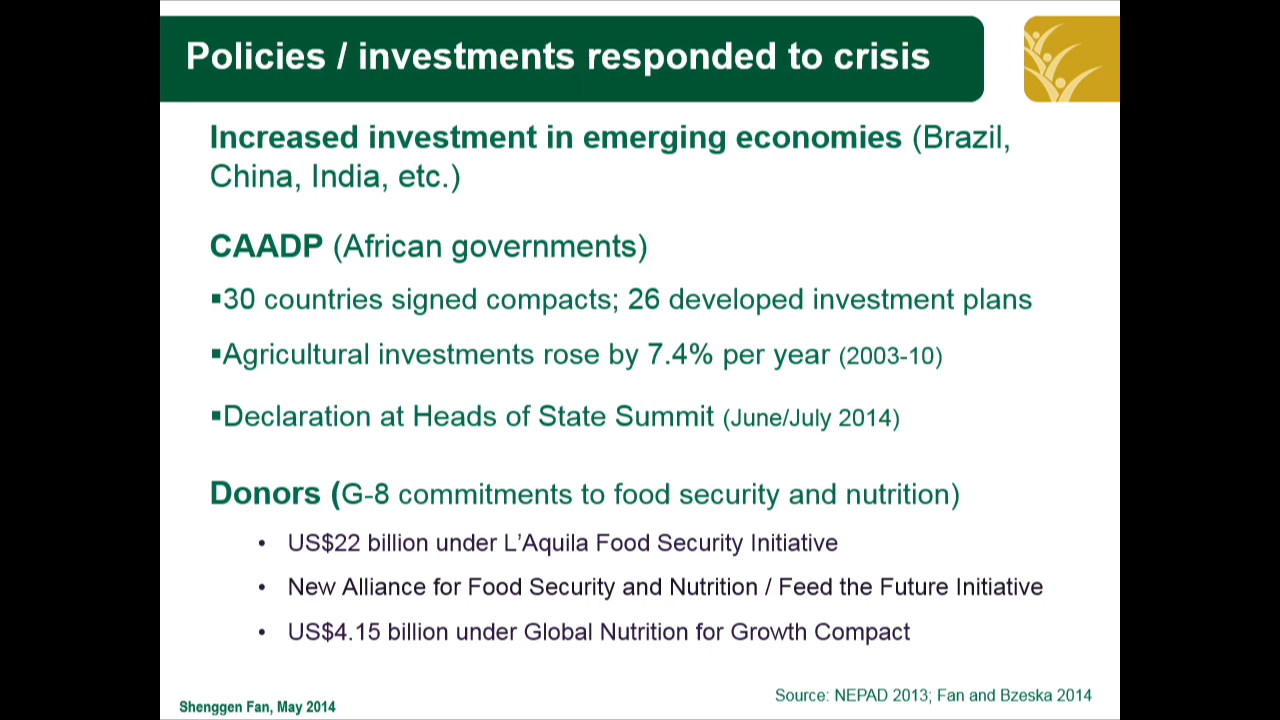 Policies / investments responded to crisis
Increased investment in emerging economies (Brazil,
China, India, etc.)
CAADP (African governments)
▪30 countries signed compacts; 26 developed investment plans
▪Agricultural investments rose by 7.4% per year (2003-10)
▪Declaration at Heads of State Summit (June/July 2014)
Donors (G-8 commitments to food security and nutrition)
• US$22 billion under L’Aquila Food Security Initiative
• New Alliance for Food Security and Nutrition / Feed the Future Initiative
• US$4.15 billion under Global Nutrition for Growth Compact
Source: NEPAD 2013; Fan and Bzeska 2014
Shenggen Fan, May 2014